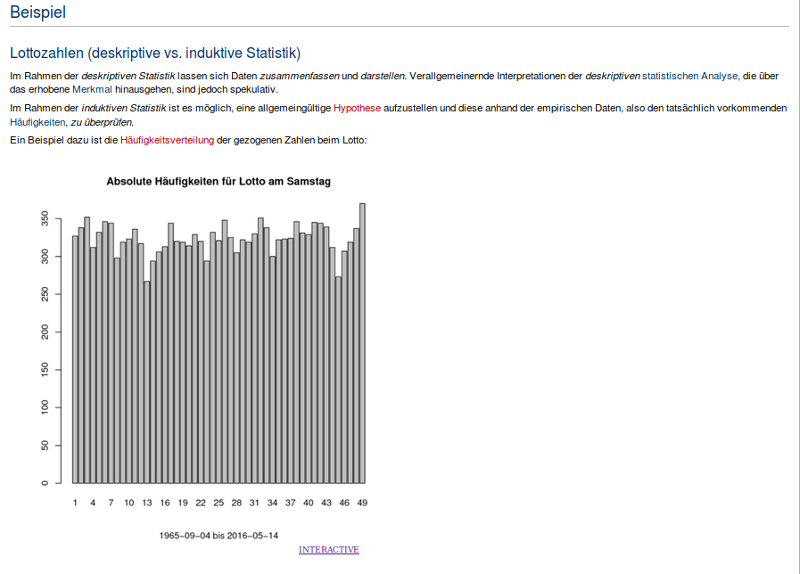 Beispiel
Lottozahlen (deskriptive vs. induktive Statistik)
Im Rahmen der deskriptiven Statistik lassen sich Daten zusammenfassen und darstellen. Verallgemeinernde Interpretationen der deskriptiven statistischen Analyse, die über
das erhobene Merkmal hinausgehen, sind jedoch spekulativ.
Im Rahmen der induktiven Statistik ist es möglich, eine allgemeingültige Hypothese aufzustellen und diese anhand der empirischen Daten, also den tatsächlich vorkommenden
Häufigkeiten, zu überprüfen.
Ein Beispiel dazu ist die Häufigkeitsverteilung der gezogenen Zahlen beim Lotto:
Absolute Häufigkeiten für Lotto am Samstag
350
300
250
200
150
100
50
0
1 4 7 10 13 16 19 22 25 28 31 34 37 40 43 46 49
1965−09−04 bis 2016−05−14
INTERACTIVE